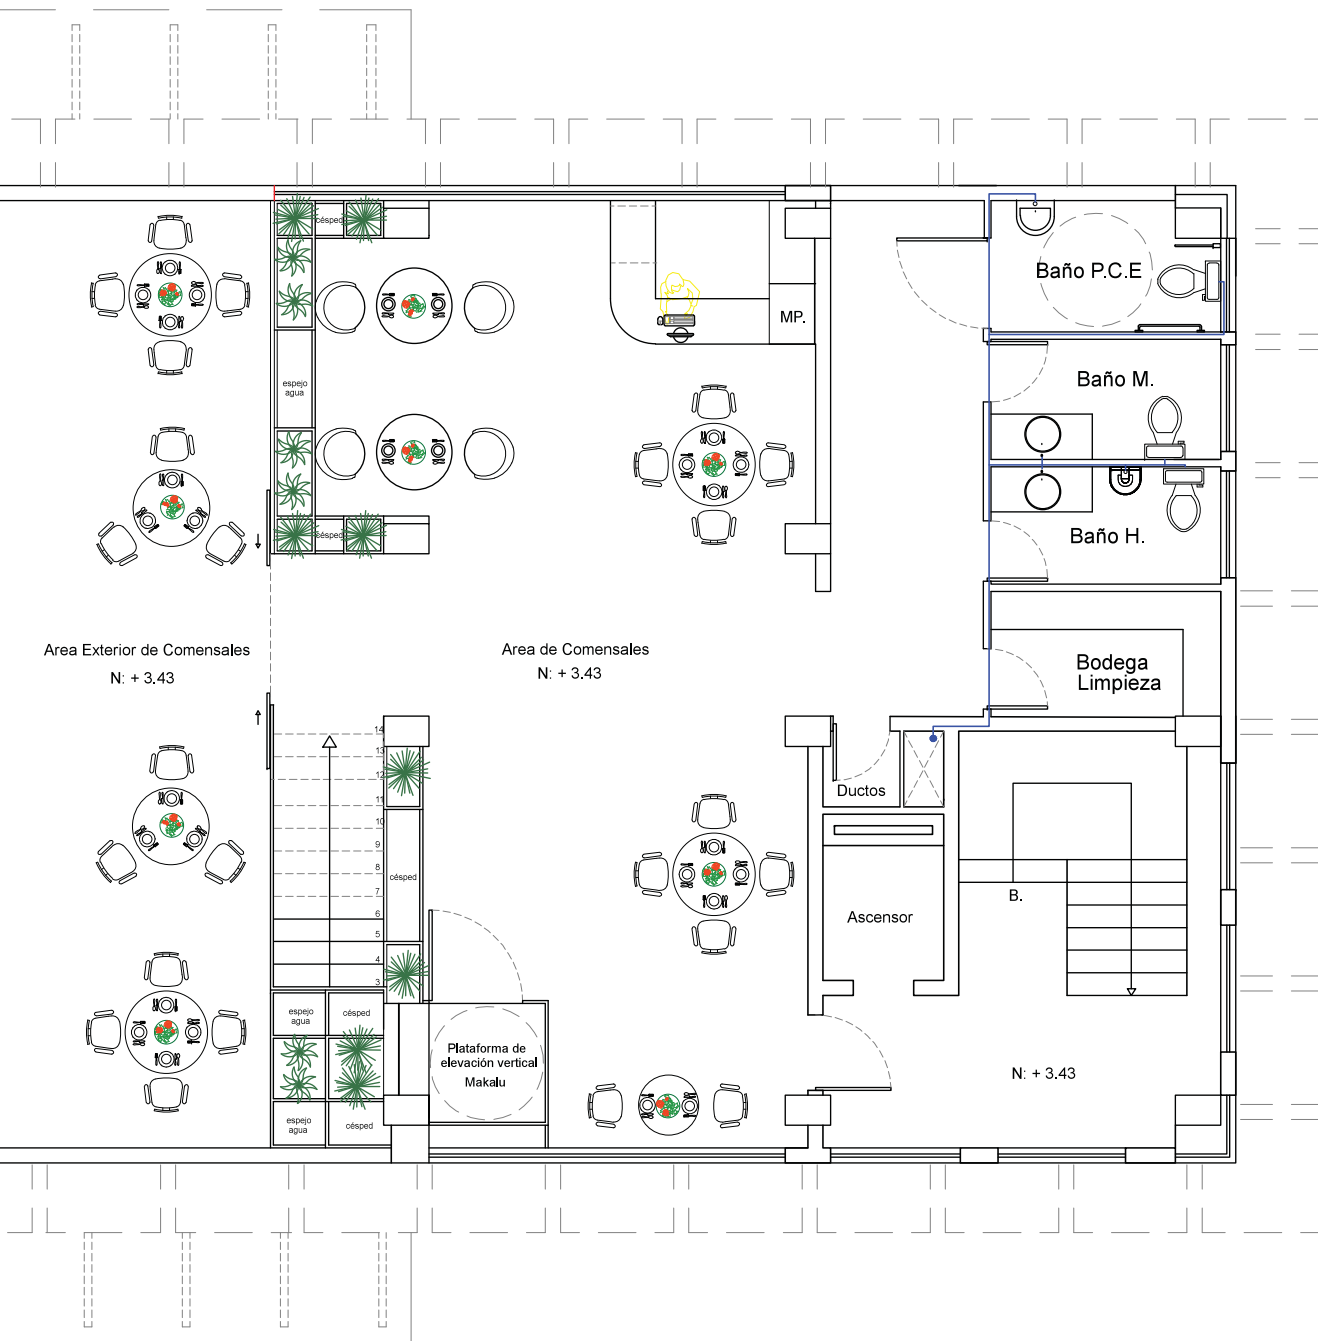 césped
Baño P.C.E
MP.
espejo
agua
Baño M.
césped
Baño H.
Area Exterior de Comensales
N: + 3.43
Area de Comensales
N: + 3.43
Bodega
Limpieza
14
13
12
11
10
9
8
7
6
5
4
3
césped
Ductos
B.
Ascensor
espejo
agua
césped
Plataforma de
elevación vertical
Makalu
N: + 3.43
espejo
agua
césped